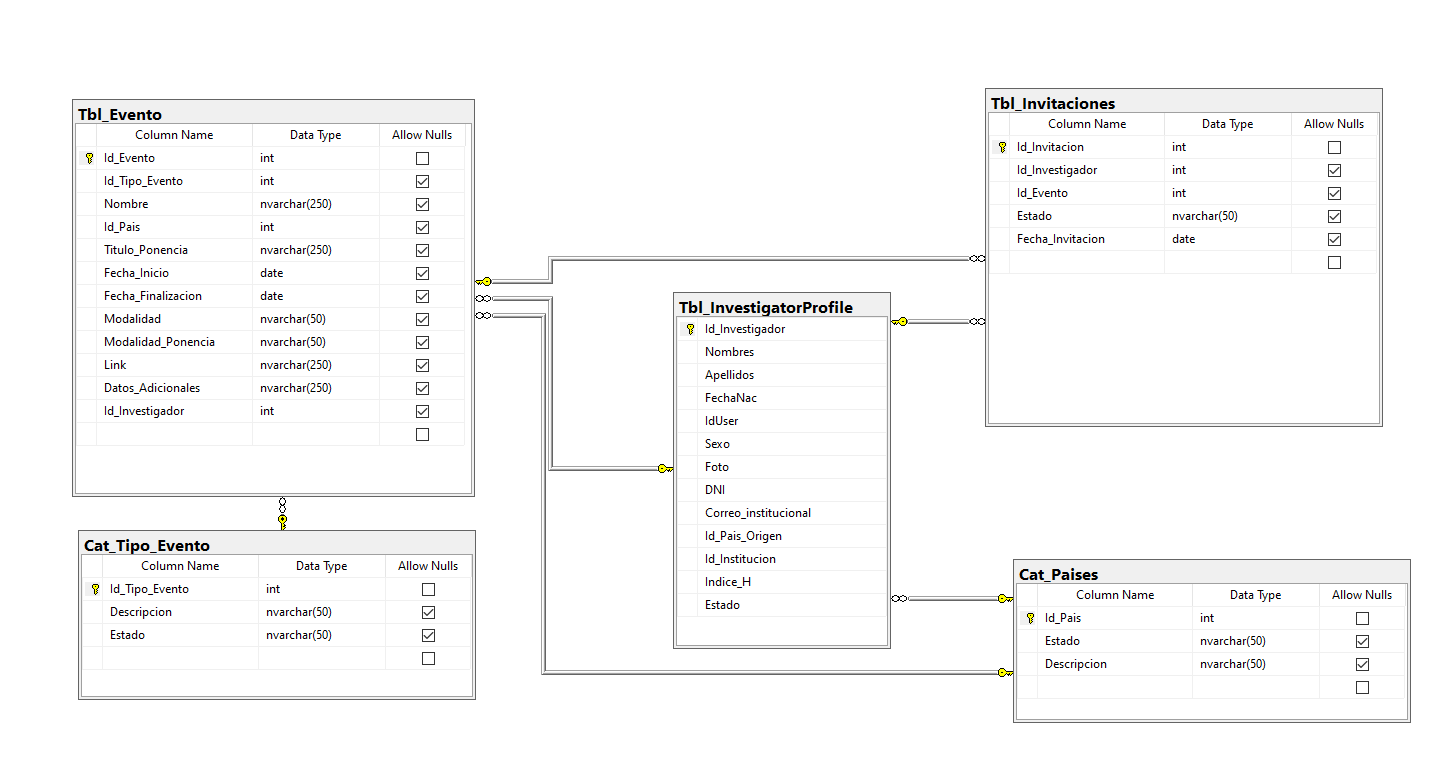 Tbl_Evento
Column Name Data Type Allow Nulls
Id_Evento int
Id_Tipo_Evento int
Nombre nvarchar(250)
Id_Pais int
Titulo_Ponencia nvarchar(250)
Fecha_Inicio date
Fecha_Finalizacion date
Modalidad nvarchar(50)
Modalidad_Ponencia nvarchar(50)
Link nvarchar(250)
Datos_Adicionales nvarchar(250)
Id_Investigador int
Tbl_Invitaciones
Column Name Data Type Allow Nulls
Id_Invitacion int
Id_Investigador int
Id_Evento int
Estado nvarchar(50)
Fecha_Invitacion date
Tbl_InvestigatorProfile
Id_Investigador
Nombres
Apellidos
FechaNac
IdUser
Sexo
Foto
DNI
Correo_institucional
Id_Pais_Origen
Id_Institucion
Indice_H
Estado
Cat_Tipo_Evento
Column Name Data Type Allow Nulls
Id_Tipo_Evento int
Descripcion nvarchar(50)
Estado nvarchar(50)
Cat_Paises
Column Name Data Type Allow Nulls
Id_Pais int
Estado nvarchar(50)
Descripcion nvarchar(50)